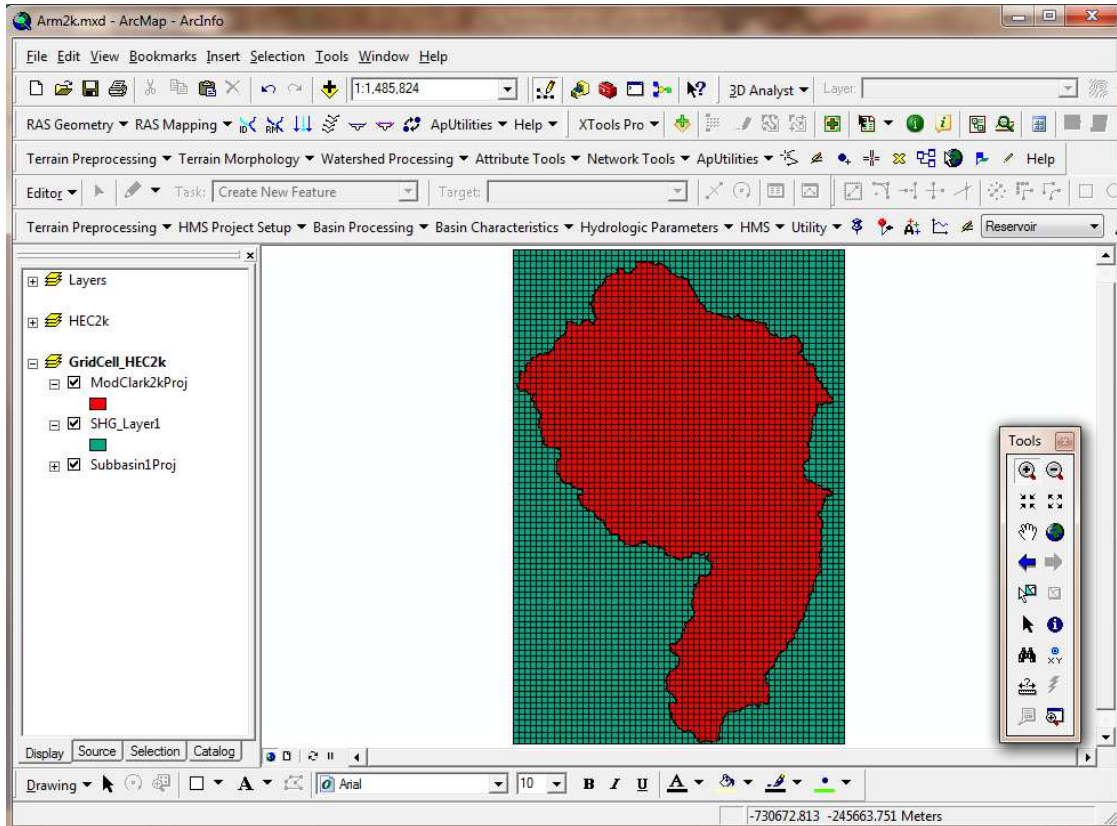 Arm2k.mxd - ArcMap - ArcInfo
File Edit View Bookmarks Insert Selection Tools Window Help
1:1,485,824 3D Analyst Layer:
RAS Geometry RAS Mapping ApUtilities Help XTools Pro
Terrain Preprocessing Terrain Morphology Watershed Processing Attribute Tools Network Tools ApUtilities Help
Editor Task: Create New Feature Target:
Terrain Preprocessing HMS Project Setup Basin Processing Basin Characteristics Hydrologic Parameters HMS Utility Reservoir
Layers
HEC2k
GridCell_HEC2k
ModClark2kProj
SHG_Layer1
Subbasin1Proj
Tools
Display Source Selection Catalog
Drawing A Arial 10 B I U A
-730672.813 -245663.751 Meters